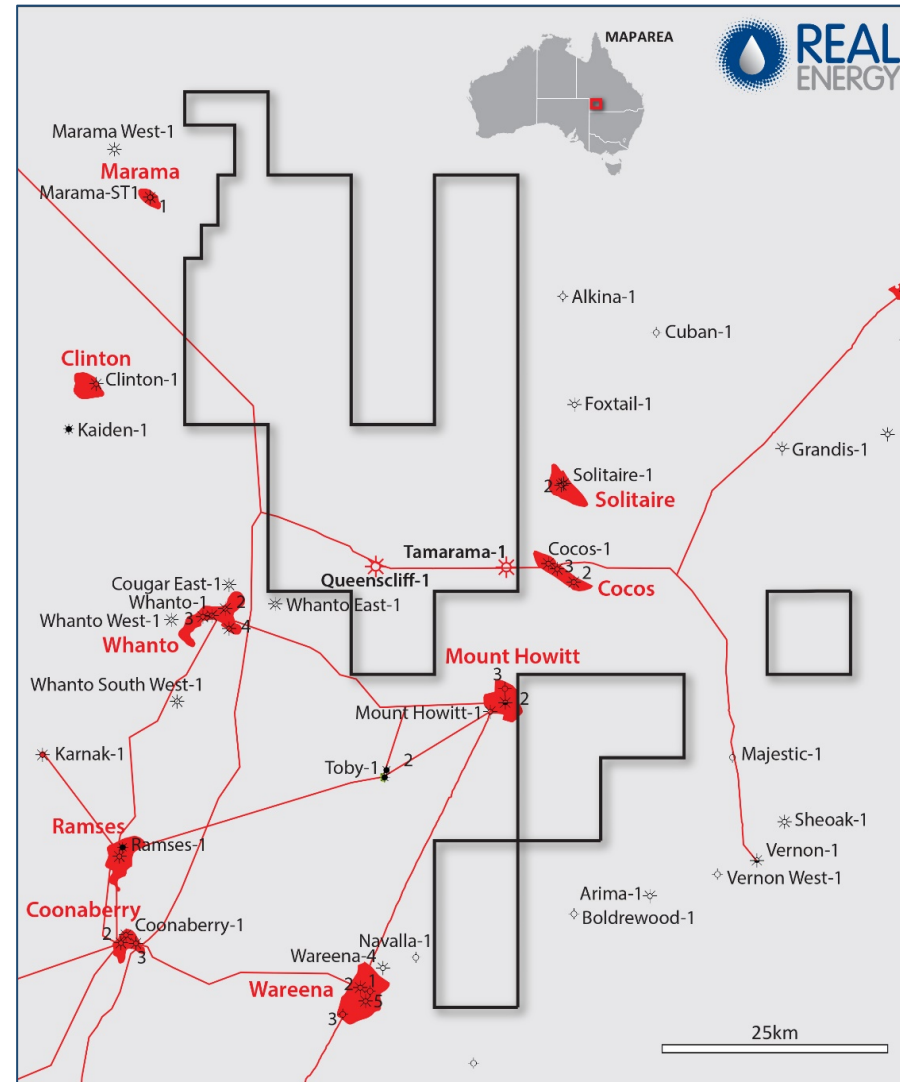 MAPAREA
REAL
ENERGY
Marama West-1
Marama
Marama-ST1
1
Alkina-1
Cuban-1
Clinton
Clinton-1
Kaiden-1
Foxtail-1
Grandis-1
Solitaire-1
2
Solitaire
Tamarama-1
Queenscliff-1
Cocos-1
3
2
Cocos
Cougar East-1
Whanto-1
2
Whanto East-1
Whanto West-1
3
4
Whanto
Mount Howitt
3
2
Mount Howitt-1
Whanto South West-1
Karnak-1
Toby-1
2
Majestic-1
Ramses
Ramses-1
Sheoak-1
Vernon-1
Vernon West-1
Arima-1
Boldrewood-1
Coonaberry
Coonaberry-1
2
3
Navalla-1
Wareena-4
2
1
5
Wareena
3
25km